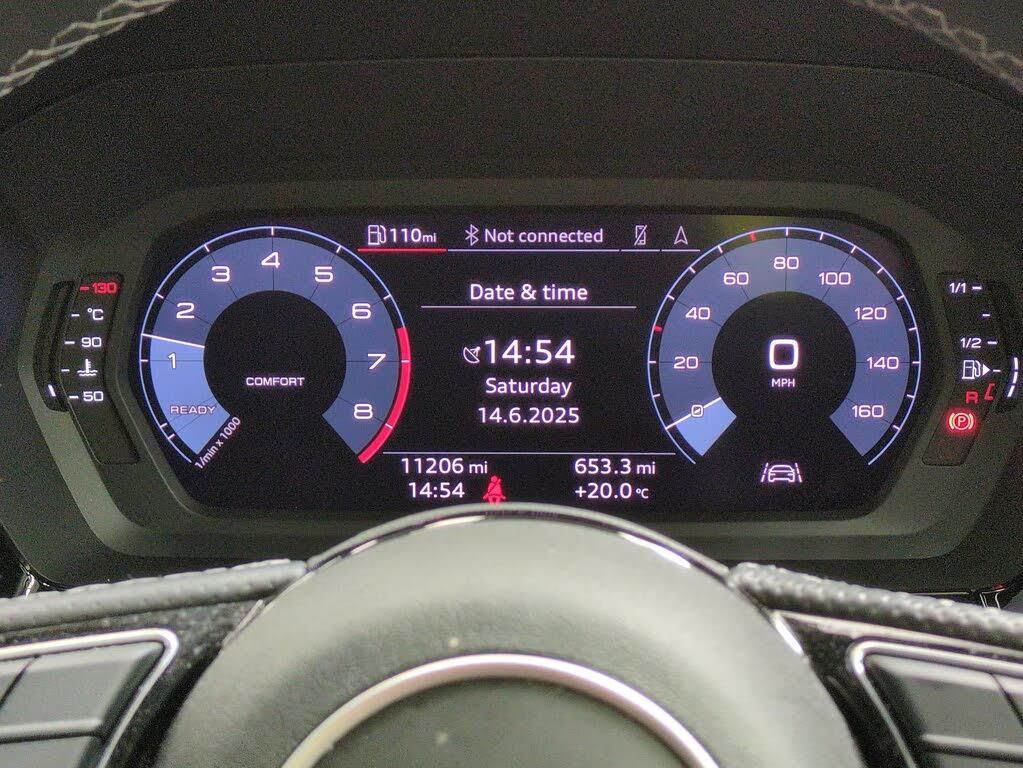 110mi
Not connected
Date & time
14:54
Saturday
14.6.2025
11206 mi
14:54
653.3 mi
+20.0 °C
1
2
3
4
5
6
7
8
COMFORT
READY
1/min x 1000
0
20
40
60
80
100
120
140
160
0
MPH
130
°C
90
50
1/1
1/2
R
P